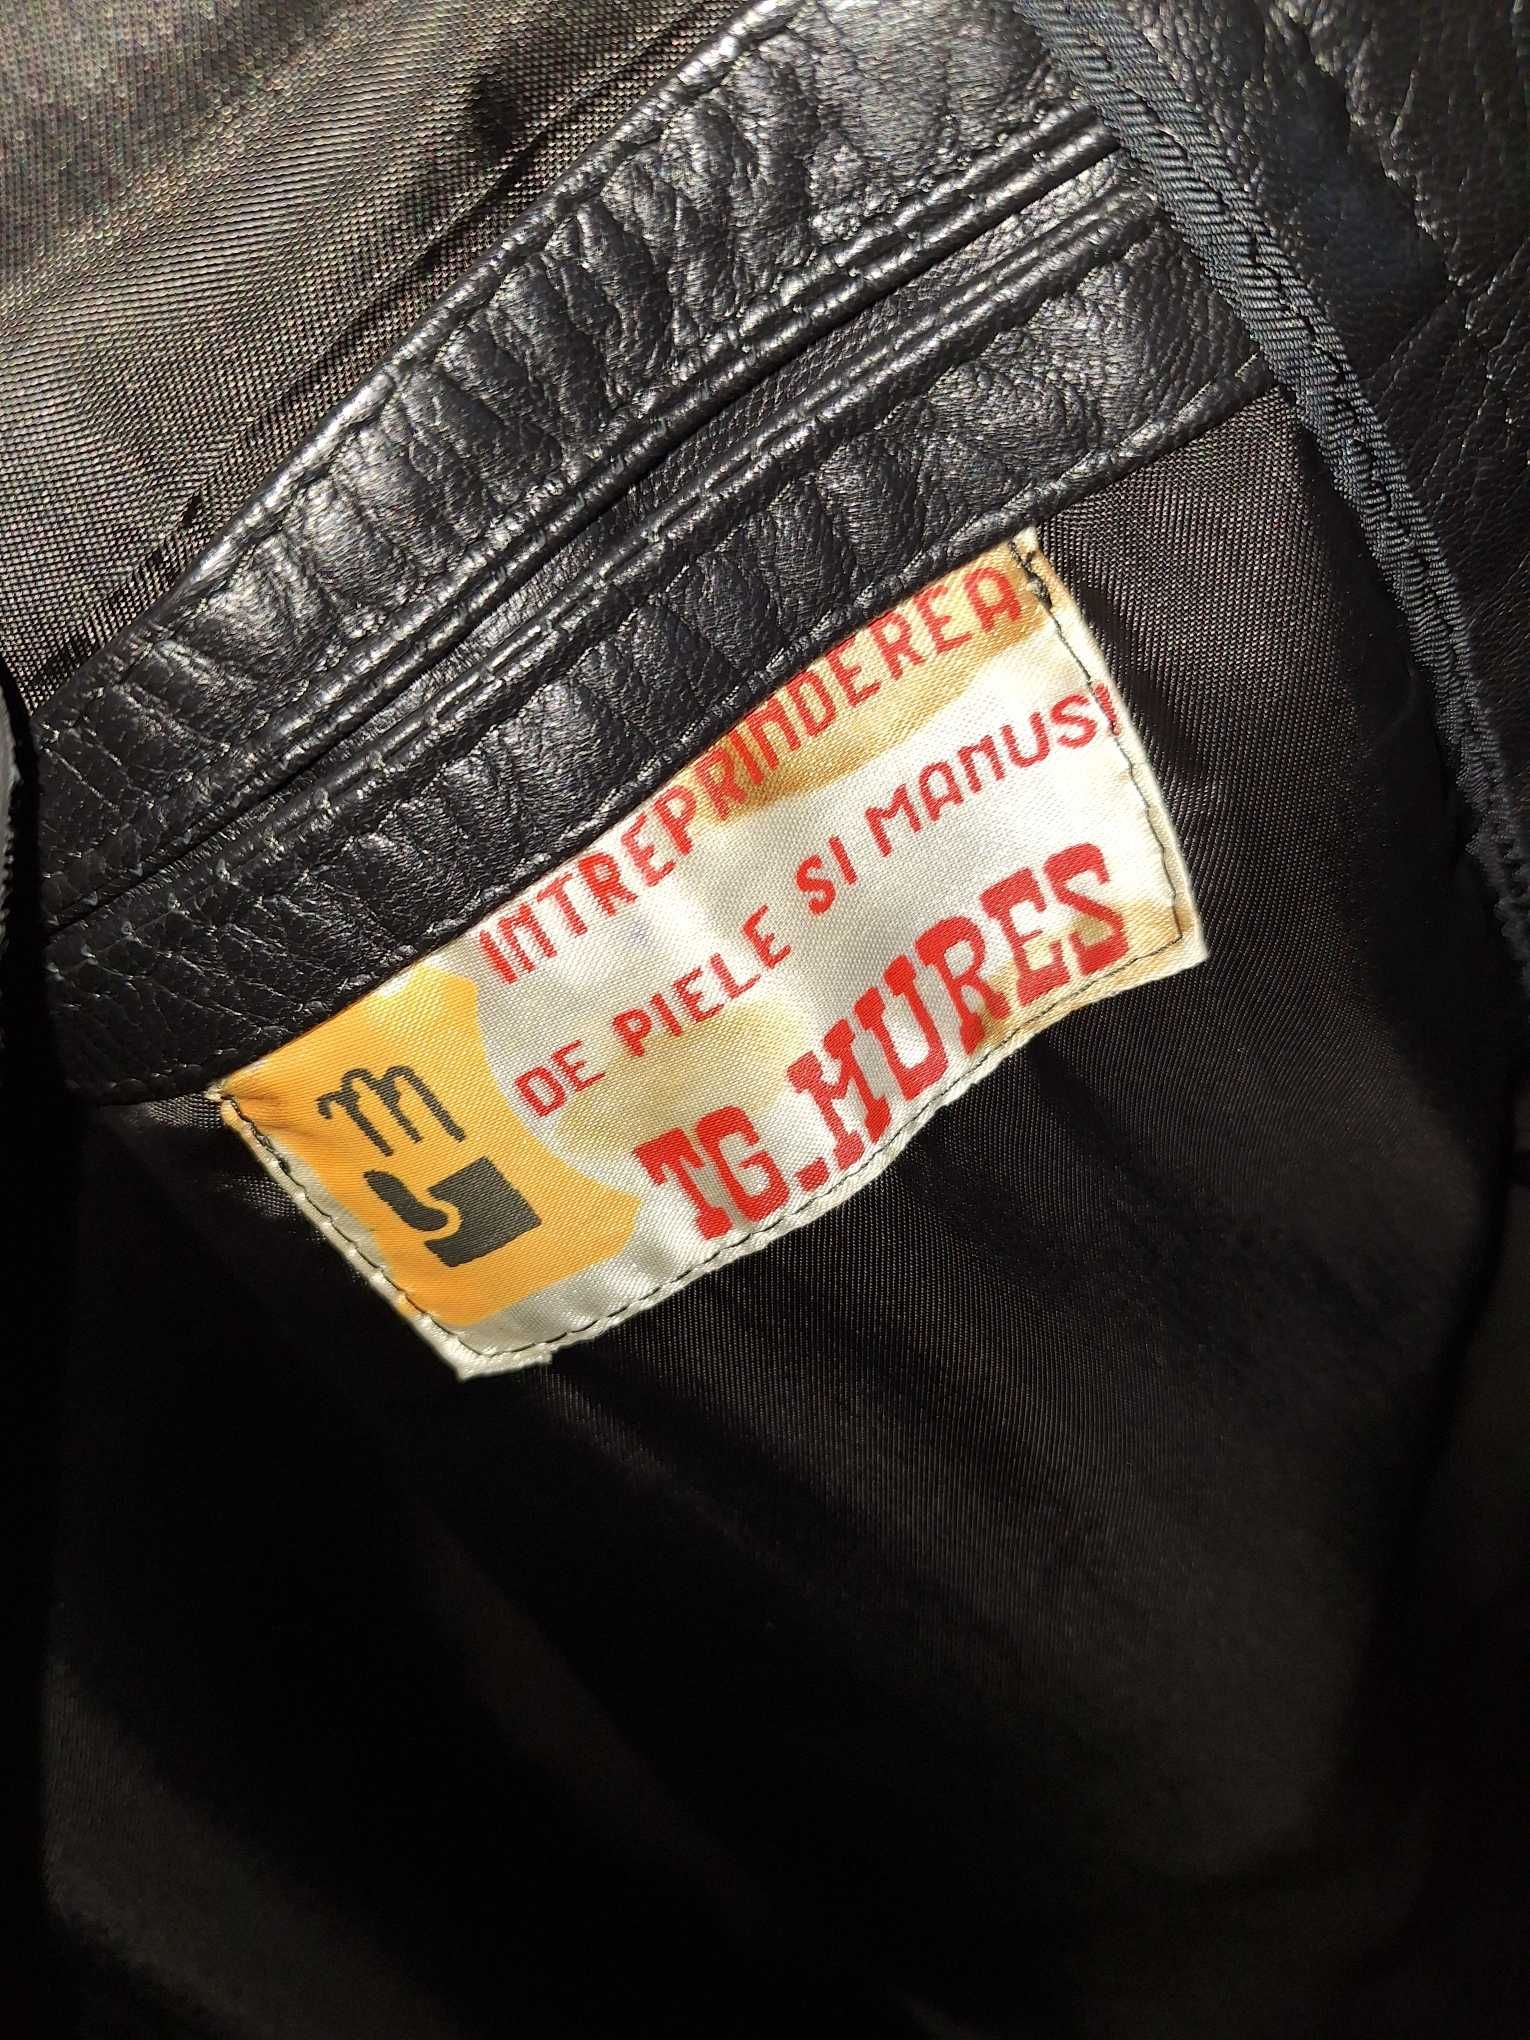 INTREPRINDEREA
DE PIELE SI MANUSI
TG.MURES